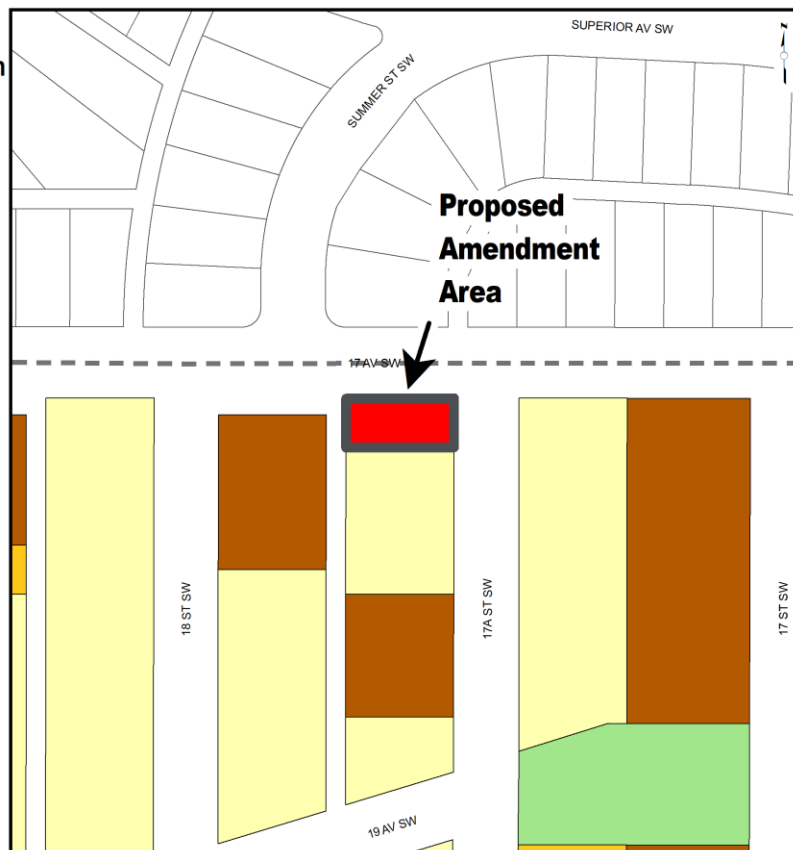 SUPERIOR AV SW
n
SUMMER ST SW
Proposed
Amendment
Area
17 AV SW
18 ST SW
17A ST SW
17 ST SW
19 AV SW